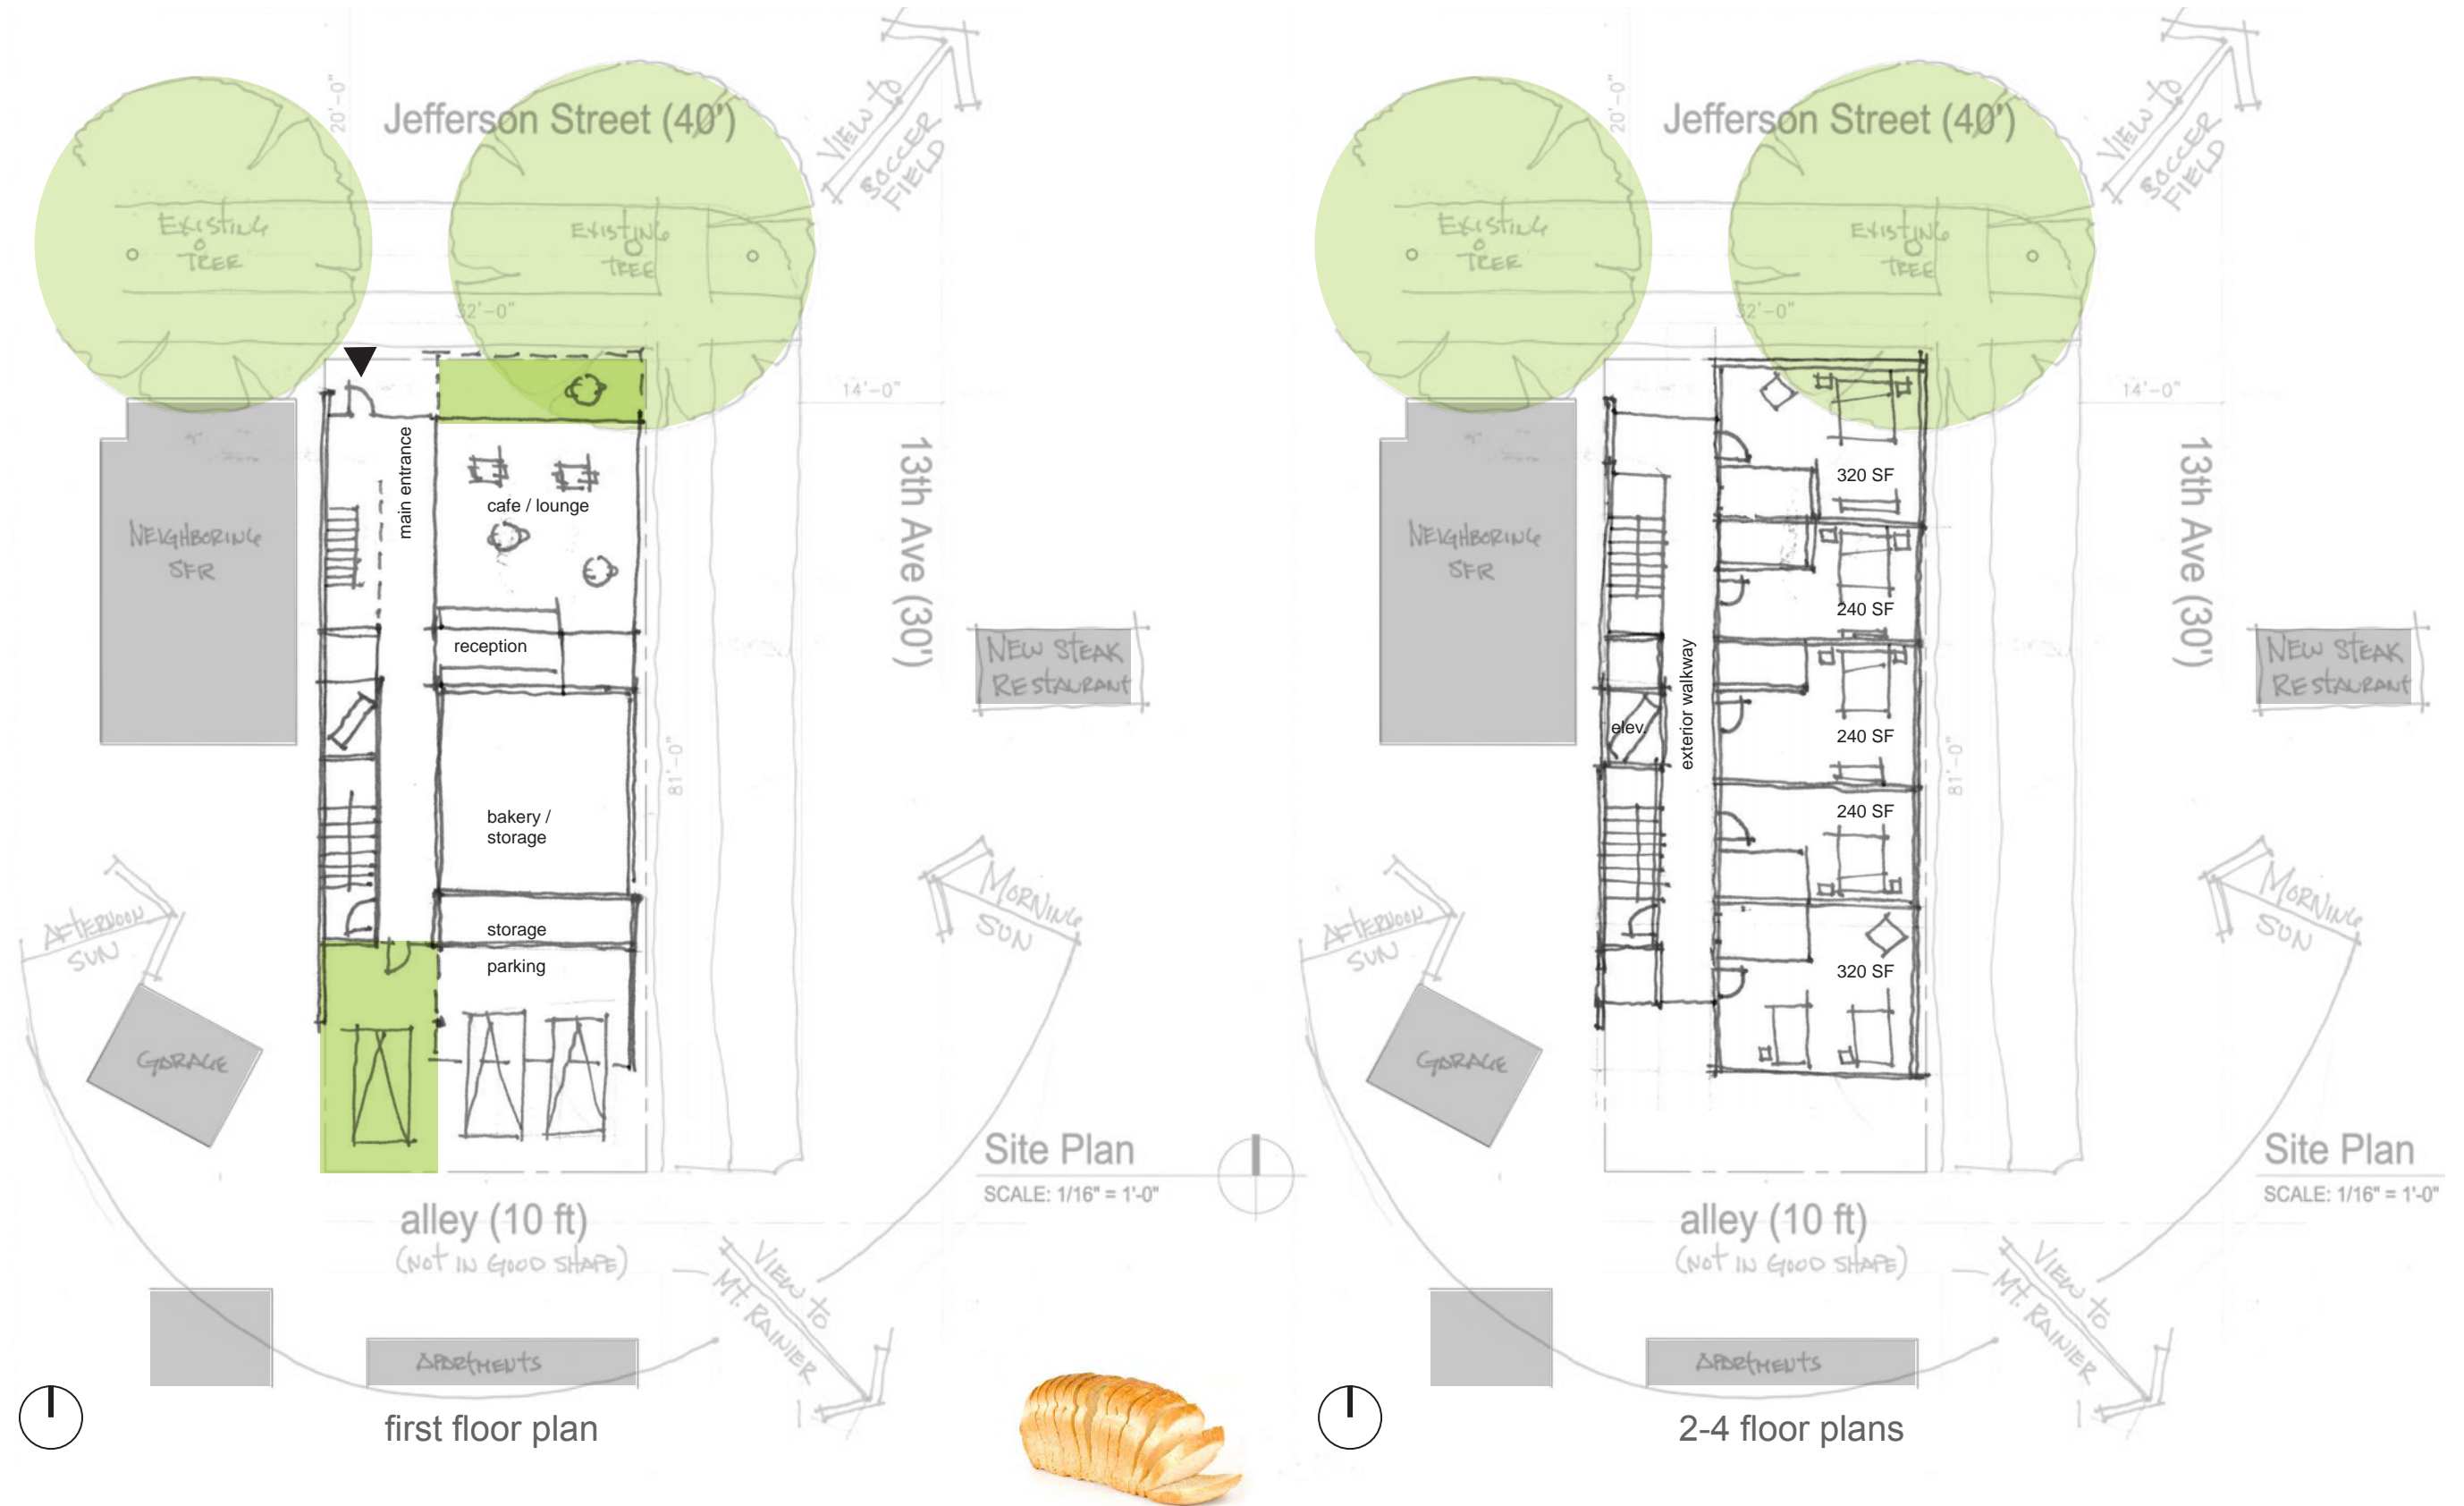 20'-0"
Jefferson Street (40')
VIEW TO
SOCCER
FIELD
EXISTING
TREE
EXISTING
TREE
32'-0"
14'-0"
13th Ave (30')
main entrance
cafe / lounge
NEIGHBORING
SFR
reception
NEW STEAK
RESTAURANT
81'-0"
bakery /
storage
storage
parking
MORNING
SUN
AFTERNOON
SUN
GARAGE
Site Plan
SCALE: 1/16" = 1'-0"
alley (10 ft)
(NOT IN GOOD SHAPE)
VIEW TO
MT. RAINIER
APARTMENTS
first floor plan
20'-0"
Jefferson Street (40')
VIEW TO
SOCCER
FIELD
EXISTING
TREE
EXISTING
TREE
32'-0"
14'-0"
13th Ave (30')
320 SF
NEIGHBORING
SFR
240 SF
exterior walkway
NEW STEAK
RESTAURANT
elev.
240 SF
81'-0"
240 SF
MORNING
SUN
AFTERNOON
SUN
320 SF
GARAGE
Site Plan
SCALE: 1/16" = 1'-0"
alley (10 ft)
(NOT IN GOOD SHAPE)
VIEW TO
MT. RAINIER
APARTMENTS
2-4 floor plans